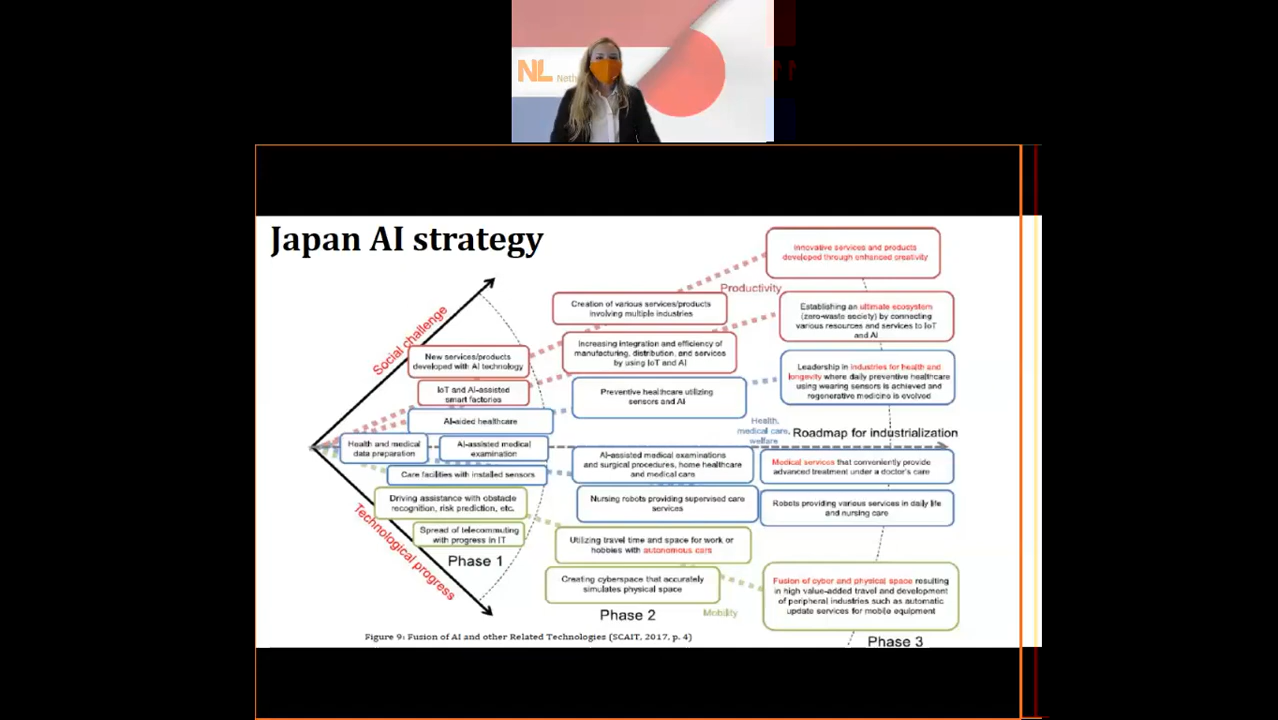 NL Neth
Japan AI strategy
Social challenge
Technological progress
New services/products
developed with AI technology
IoT and AI-assisted
smart factories
AI-aided healthcare
Health and medical
data preparation
AI-assisted medical
examination
Care facilities with installed sensors
Driving assistance with obstacle
recognition, risk prediction, etc.
Spread of telecommuting
with progress in IT
Phase 1
Creation of various services/products
involving multiple industries
Increasing integration and efficiency of
manufacturing, distribution, and services
by using IoT and AI
Preventive healthcare utilizing
sensors and AI
AI-assisted medical examinations
and surgical procedures, home healthcare
and medical care
Nursing robots providing supervised care
services
Utilizing travel time and space for work or
hobbies with autonomous cars
Creating cyberspace that accurately
simulates physical space
Phase 2
Productivity
Health,
medical care,
welfare
Mobility
Innovative services and products
developed through enhanced creativity
Establishing an ultimate ecosystem
(zero-waste society) by connecting
various resources and services to IoT
and AI
Leadership in industries for health and
longevity where daily preventive healthcare
using wearing sensors is achieved and
regenerative medicine is evolved
Roadmap for industrialization
Medical services that conveniently provide
advanced treatment under a doctor's care
Robots providing various services in daily life
and nursing care
Fusion of cyber and physical space resulting
in high value-added travel and development
of peripheral industries such as automatic
update services for mobile equipment
Phase 3
Figure 9: Fusion of AI and other Related Technologies (SCAIT, 2017, p. 4)